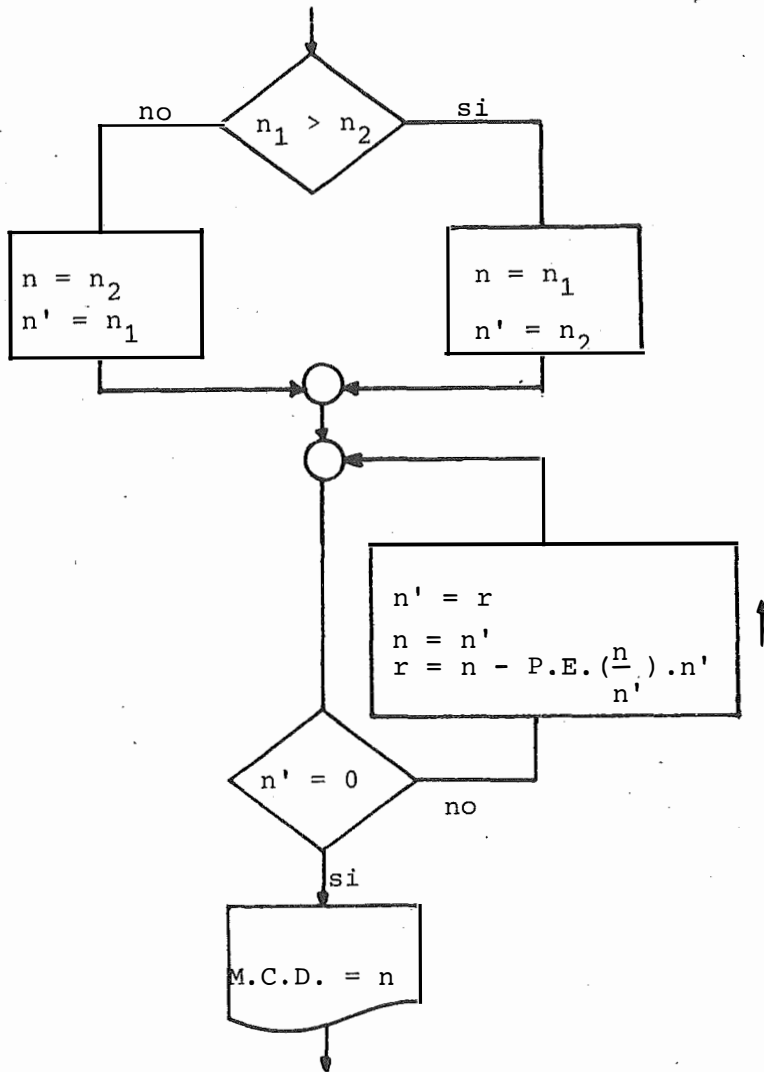 n₁ > n₂
no
si
n = n₂
n' = n₁
n = n₁
n' = n₂
n' = r
n = n'
r = n - P.E.(n/n').n'
n' = 0
no
si
M.C.D. = n